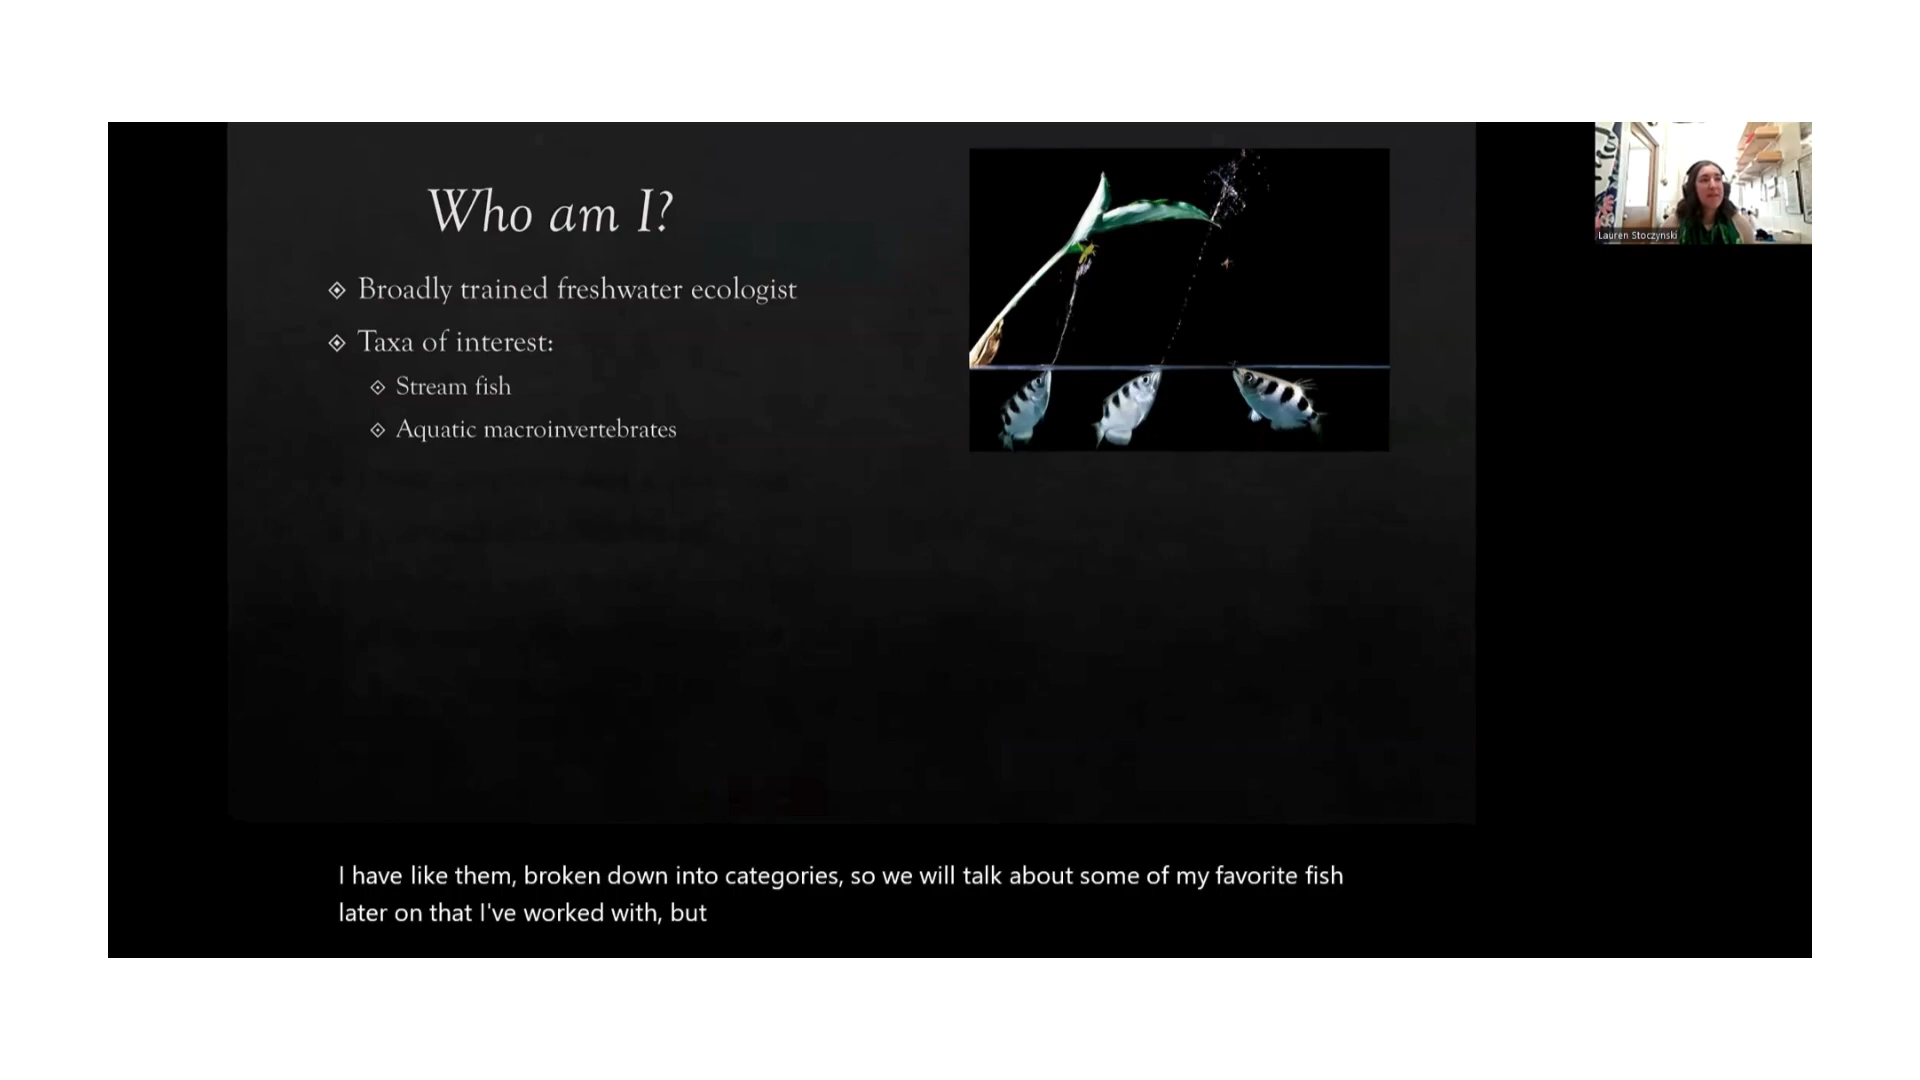 Who am I?
Broadly trained freshwater ecologist
Taxa of interest:
Stream fish
Aquatic macroinvertebrates
Lauren Stoczynski
I have like them, broken down into categories, so we will talk about some of my favorite fish
later on that I've worked with, but